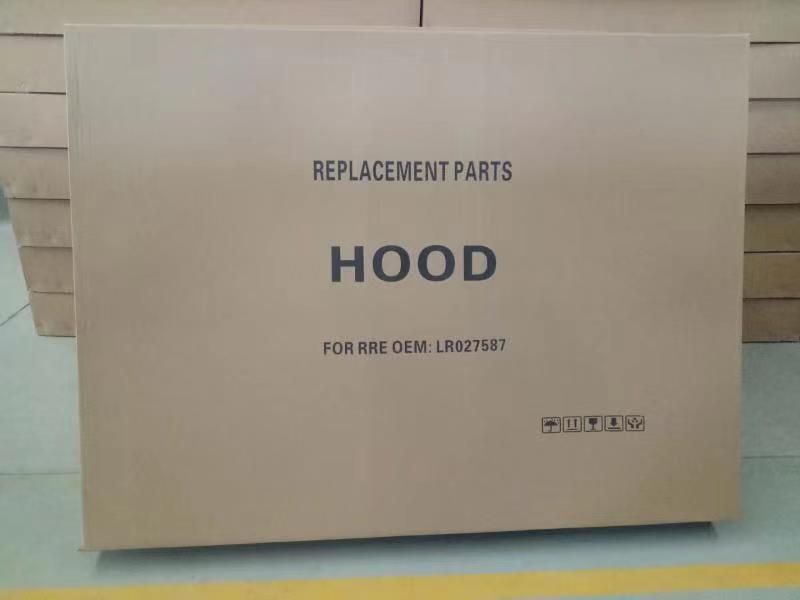 REPLACEMENT PARTS
HOOD
FOR RRE OEM: LR027587